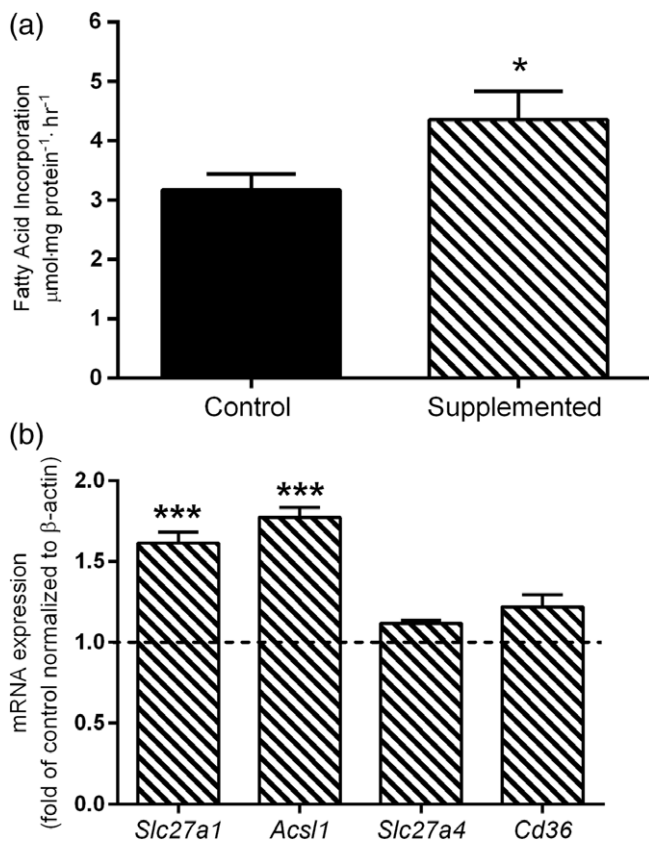 (a)
Fatty Acid Incorporation
μmol·mg protein⁻¹· hr⁻¹
6
5
4
3
2
1
0
*
Control Supplemented
(b)
mRNA expression
(fold of control normalized to β-actin)
2.0
1.5
1.0
0.5
0.0
*** ***
Slc27a1 Acsl1 Slc27a4 Cd36